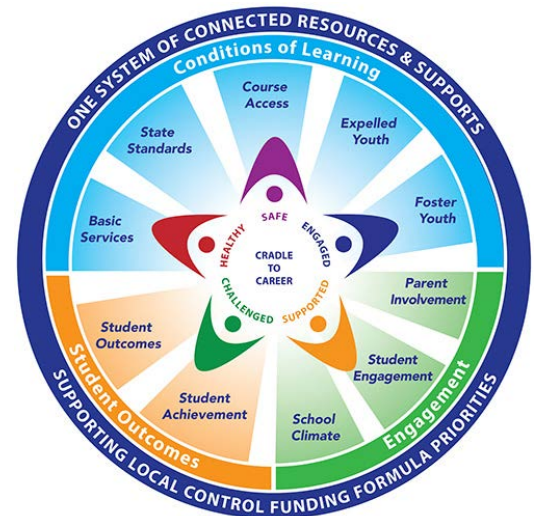 ONE SYSTEM OF CONNECTED RESOURCES & SUPPORTS
Conditions of Learning
Basic
Services
State
Standards
Course
Access
Expelled
Youth
Foster
Youth
Parent
Involvement
Student
Engagement
School
Climate
Engagement
Student
Achievement
Student
Outcomes
Student Outcomes
HEALTHY
SAFE
ENGAGED
SUPPORTED
CHALLENGED
CRADLE
TO
CAREER
SUPPORTING LOCAL CONTROL FUNDING FORMULA PRIORITIES